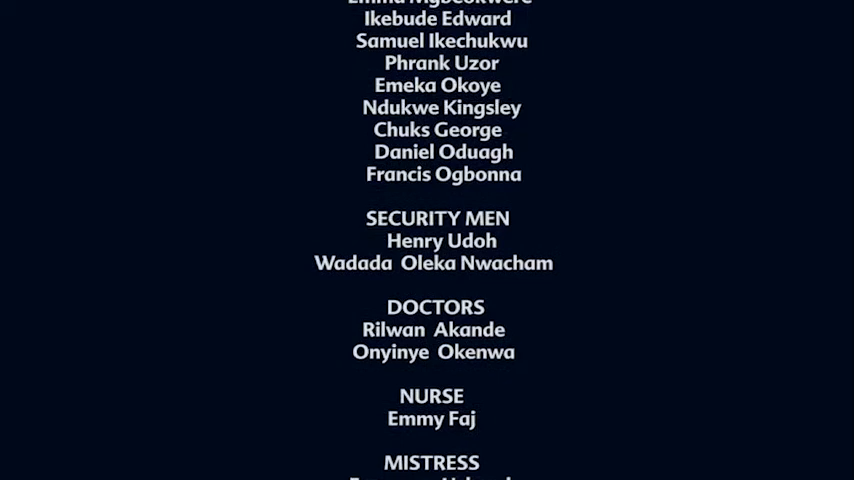 Ikebude Edward
Samuel Ikechukwu
Phrank Uzor
Emeka Okoye
Ndukwe Kingsley
Chuks George
Daniel Oduagh
Francis Ogbonna
SECURITY MEN
Henry Udoh
Wadada Oleka Nwacham
DOCTORS
Rilwan Akande
Onyinye Okenwa
NURSE
Emmy Faj
MISTRESS